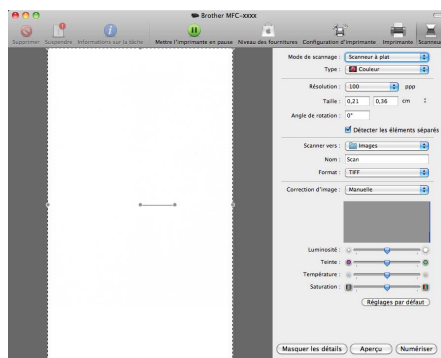 Brother MFC-xxxx
Supprimer Suspendre Informations sur la tâche Mettre l'imprimante en pause Niveau des fournitures Configuration d'imprimante Imprimante Scanneur
Mode de scannage : Scanneur à plat
Type : Couleur
Résolution : 100 ppp
Taille : 0,21 0,36 cm
Angle de rotation : 0°
Détecter les éléments séparés
Scanner vers : Images
Nom : Scan
Format : TIFF
Correction d'image : Manuelle
Luminosité :
Teinte :
Température :
Saturation :
Réglages par défaut
Masquer les détails Aperçu Numériser